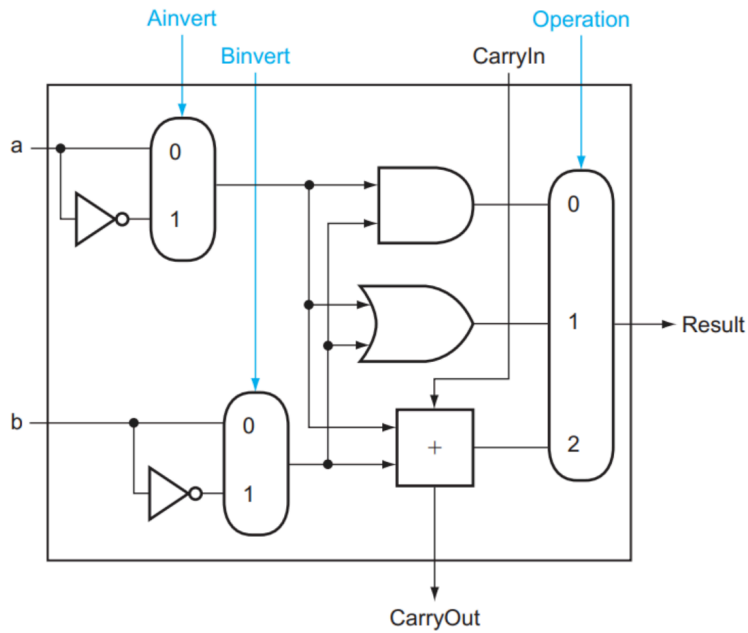 Ainvert
Operation
Binvert
CarryIn
a
0
1
0
1
Result
b
0
1
+
2
CarryOut